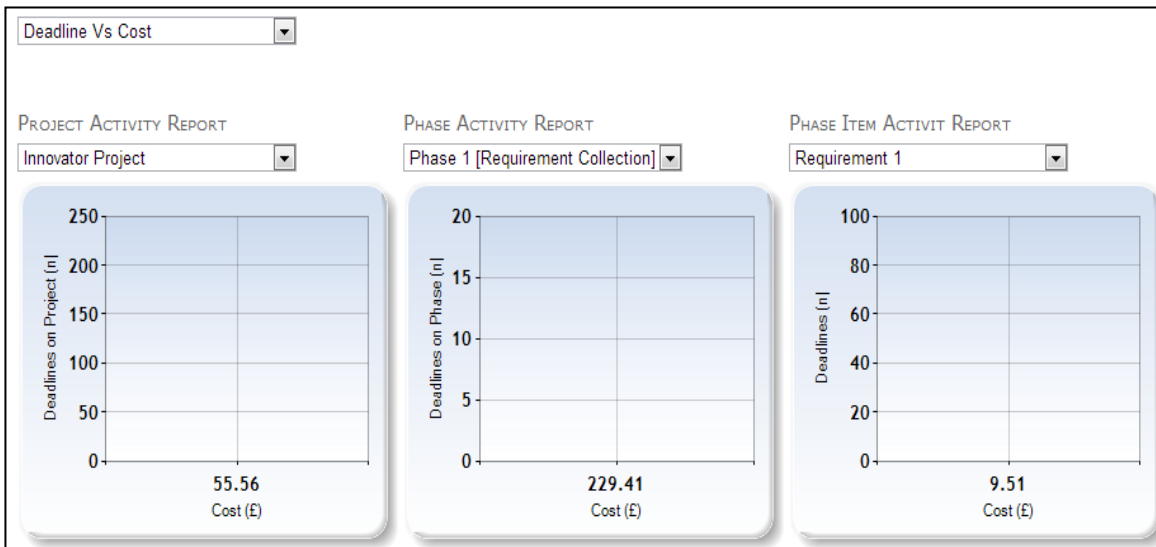 Deadline Vs Cost
PROJECT ACTIVITY REPORT
Innovator Project
250
200
150
100
50
0
Deadlines on Project [n]
55.56
Cost (£)
PHASE ACTIVITY REPORT
Phase 1 [Requirement Collection]
20
15
10
5
0
Deadlines on Phase [n]
229.41
Cost (£)
PHASE ITEM ACTIVIT REPORT
Requirement 1
100
80
60
40
20
0
Deadlines [n]
9.51
Cost (£)